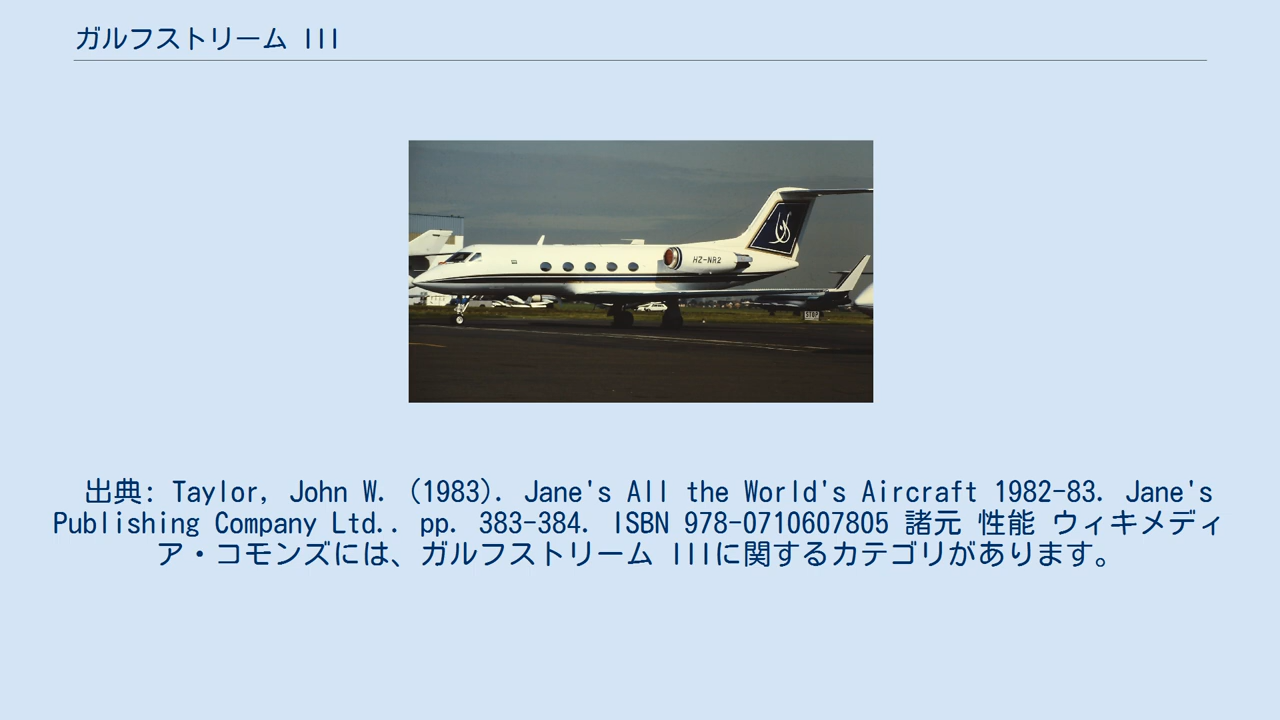 ガルフストリーム III
HZ-NR2
STOP
出典: Taylor, John W. (1983). Jane's All the World's Aircraft 1982-83. Jane's
Publishing Company Ltd.. pp. 383-384. ISBN 978-0710607805 諸元 性能 ウィキメディ
ア・コモンズには、ガルフストリーム IIIに関するカテゴリがあります。